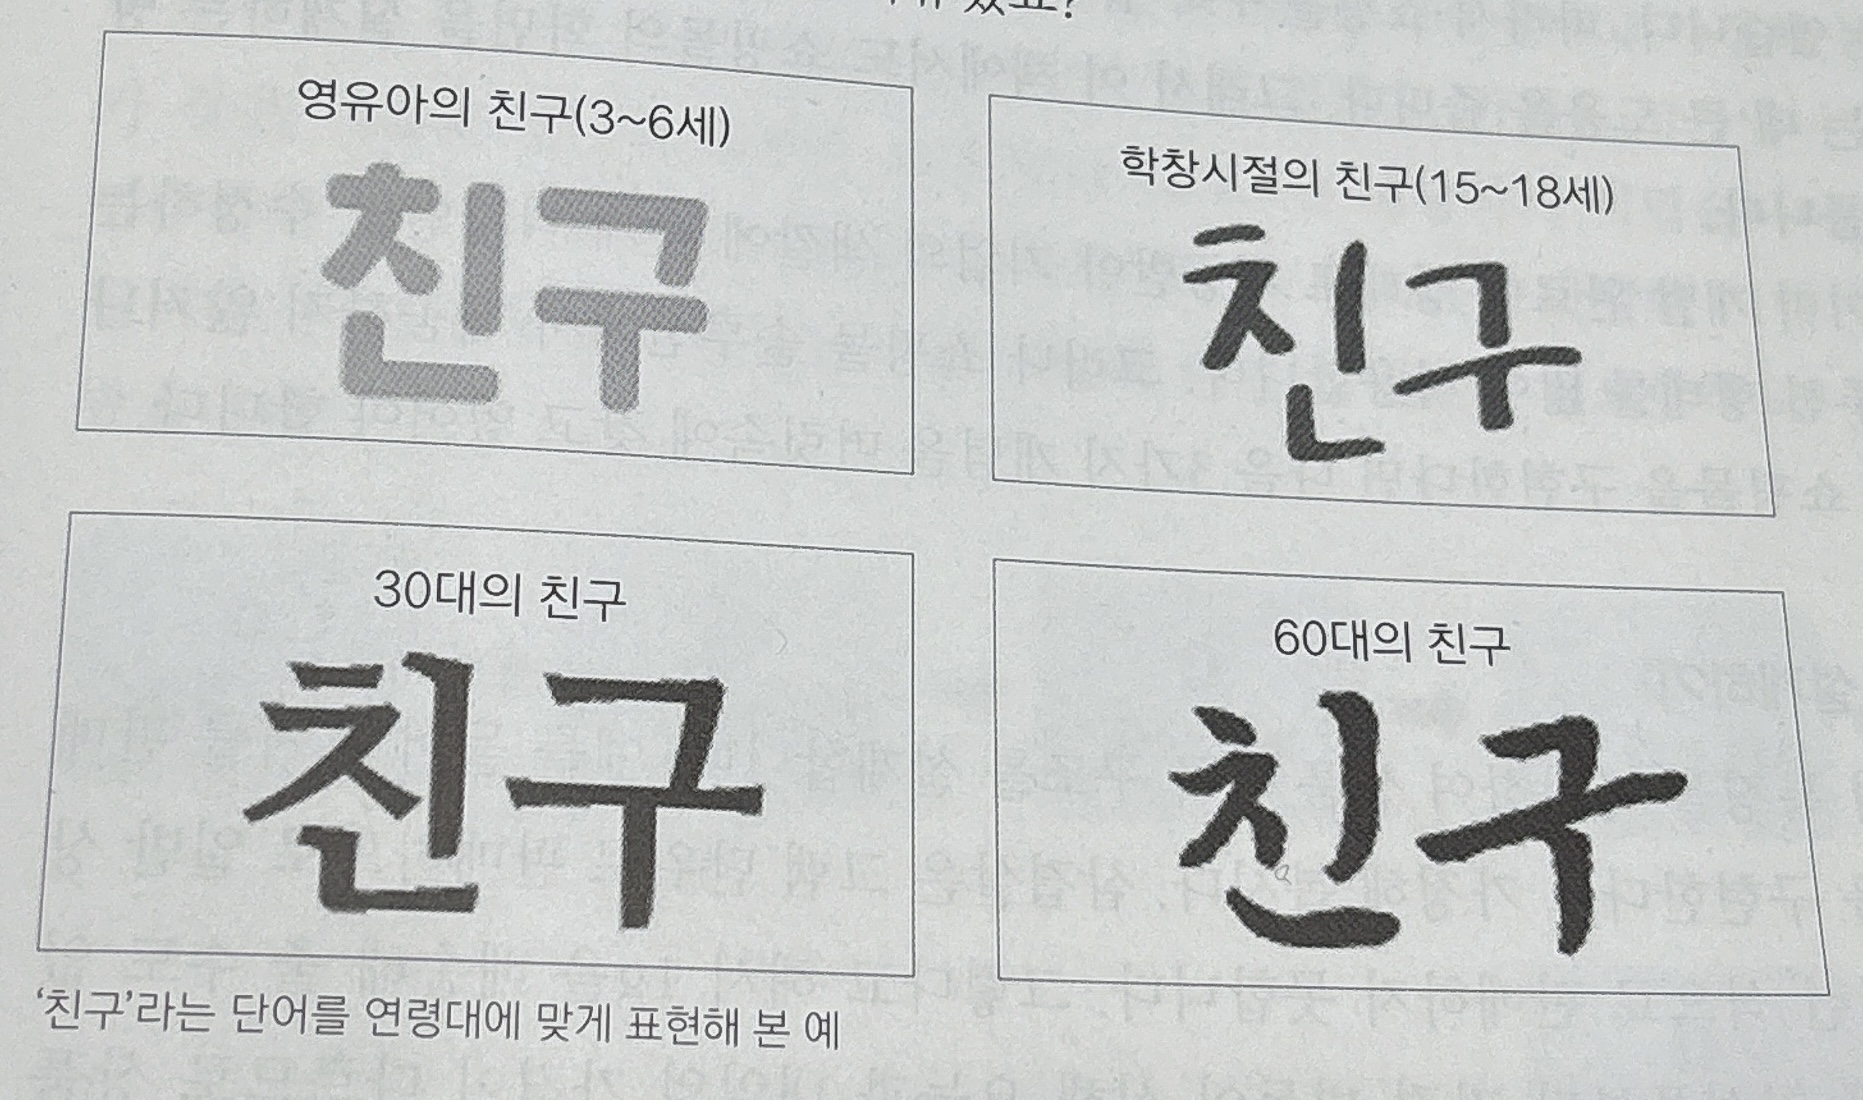 영유아의 친구(3~6세)
친구
학창시절의 친구(15~18세)
친구
30대의 친구
친구
60대의 친구
친구
‘친구’라는 단어를 연령대에 맞게 표현해 본 예